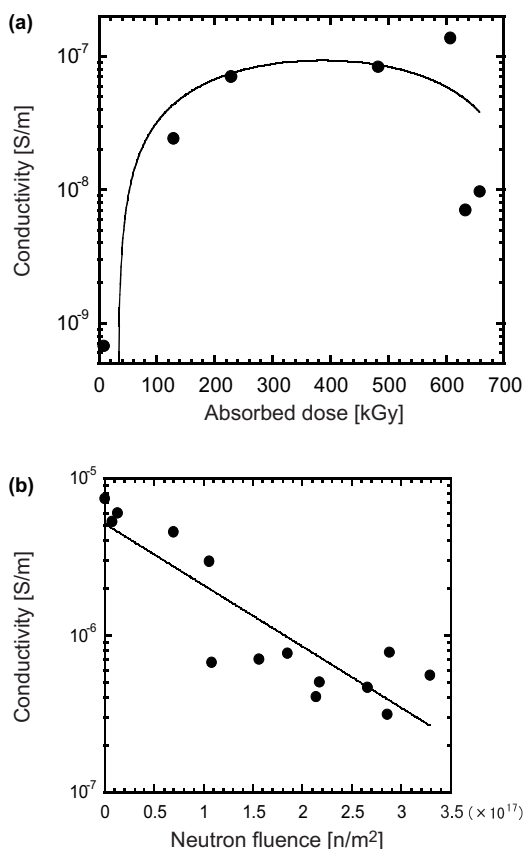 (a)
Conductivity [S/m]
10⁻⁷
10⁻⁸
10⁻⁹
0 100 200 300 400 500 600 700
Absorbed dose [kGy]
(b)
Conductivity [S/m]
10⁻⁵
10⁻⁶
10⁻⁷
0 0.5 1 1.5 2 2.5 3 3.5 (×10¹⁷)
Neutron fluence [n/m²]